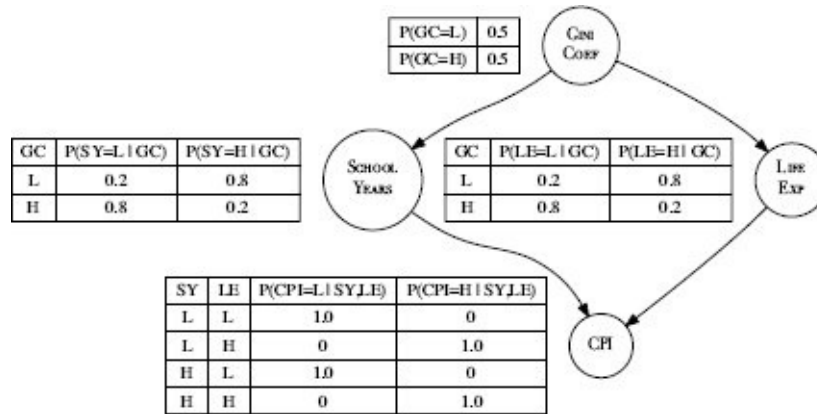 P(GC=L) 0.5
P(GC=H) 0.5
GINI
COEF
GC P(SY=L | GC) P(SY=H | GC)
L 0.2 0.8
H 0.8 0.2
SCHOOL
YEARS
GC P(LE=L | GC) P(LE=H | GC)
L 0.2 0.8
H 0.8 0.2
LIFE
EXP
SY LE P(CPI=L | SY,LE) P(CPI=H | SY,LE)
L L 1.0 0
L H 0 1.0
H L 1.0 0
H H 0 1.0
CPI